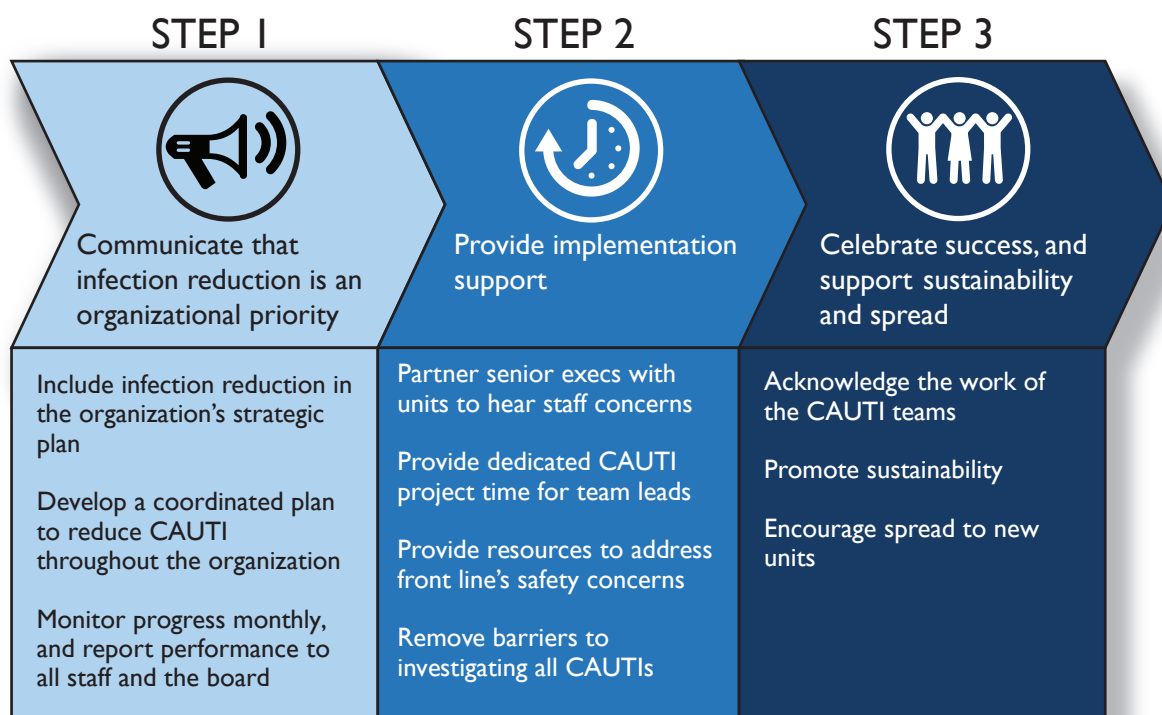 STEP 1
STEP 2
STEP 3
Communicate that
infection reduction is an
organizational priority
Provide implementation
support
Celebrate success, and
support sustainability
and spread
Include infection reduction in
the organization's strategic
plan
Develop a coordinated plan
to reduce CAUTI
throughout the organization
Monitor progress monthly,
and report performance to
all staff and the board
Partner senior execs with
units to hear staff concerns
Provide dedicated CAUTI
project time for team leads
Provide resources to address
front line's safety concerns
Remove barriers to
investigating all CAUTIs
Acknowledge the work of
the CAUTI teams
Promote sustainability
Encourage spread to new
units